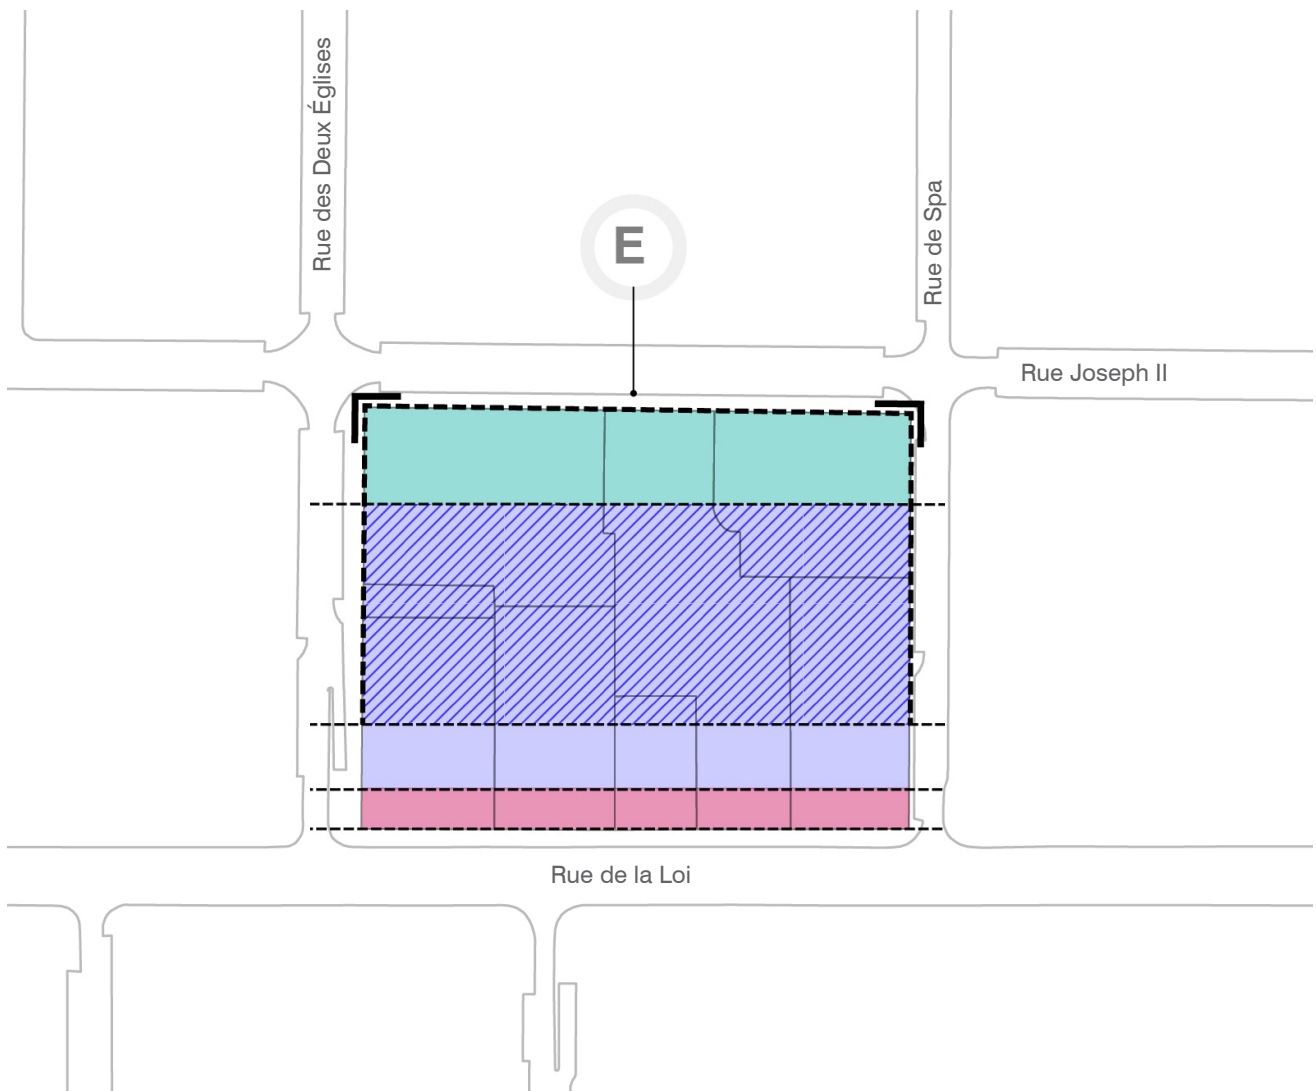 Rue des Deux Églises
E
Rue de Spa
Rue Joseph II
Rue de la Loi